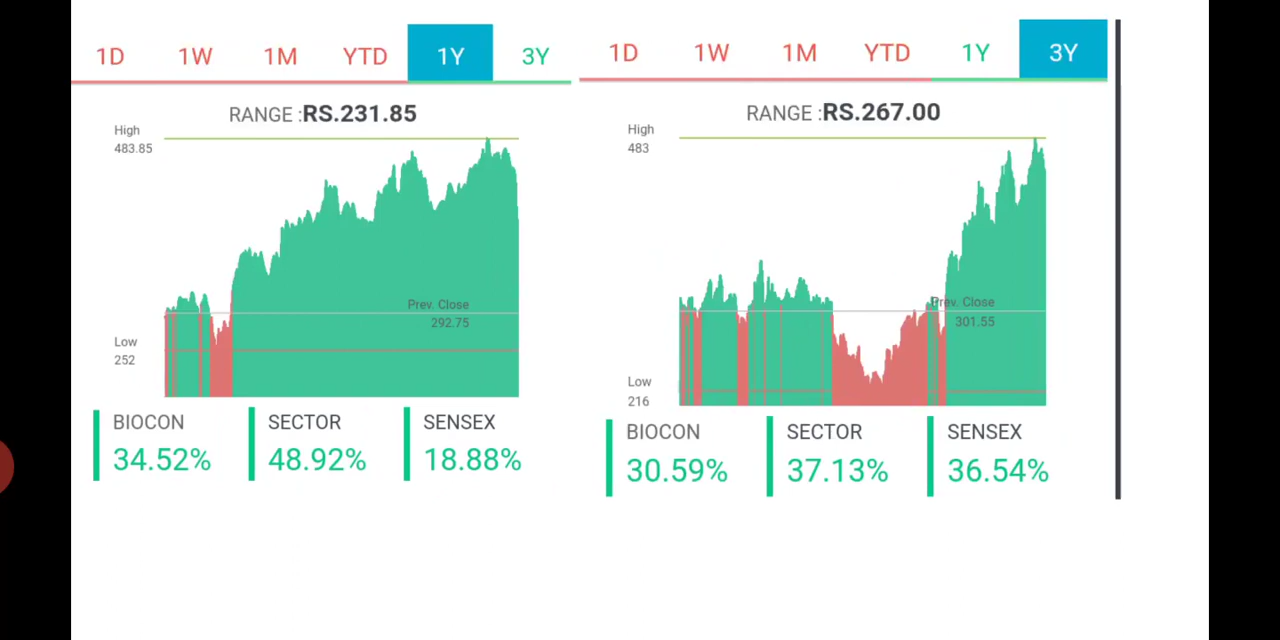 1D 1W 1M YTD 1Y 3Y
RANGE :RS.231.85
High
483.85
Prev. Close
292.75
Low
252
BIOCON SECTOR SENSEX
34.52% 48.92% 18.88%
1D 1W 1M YTD 1Y 3Y
RANGE :RS.267.00
High
483
Prev. Close
301.55
Low
216
BIOCON SECTOR SENSEX
30.59% 37.13% 36.54%